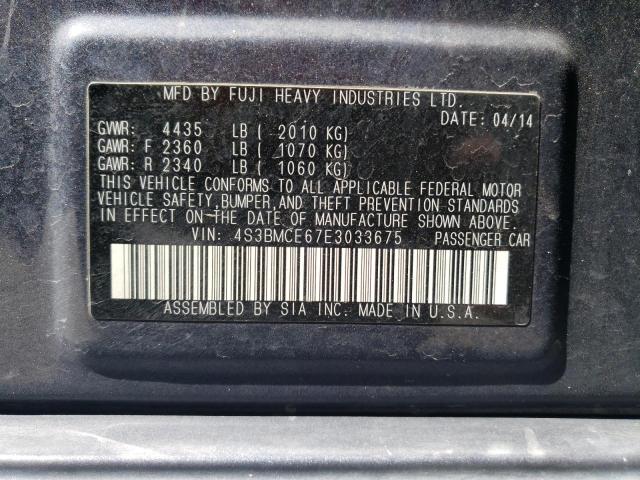 MFD BY FUJI HEAVY INDUSTRIES LTD.
DATE: 04/14
GVWR: 4435 LB ( 2010 KG)
GAWR: F 2360 LB ( 1070 KG)
GAWR: R 2340 LB ( 1060 KG)
THIS VEHICLE CONFORMS TO ALL APPLICABLE FEDERAL MOTOR
VEHICLE SAFETY,BUMPER,AND THEFT PREVENTION STANDARDS
IN EFFECT ON THE DATE OF MANUFACTURE SHOWN ABOVE.
VIN: 4S3BMCE67E3033675 PASSENGER CAR
ASSEMBLED BY SIA INC. MADE IN U.S.A.